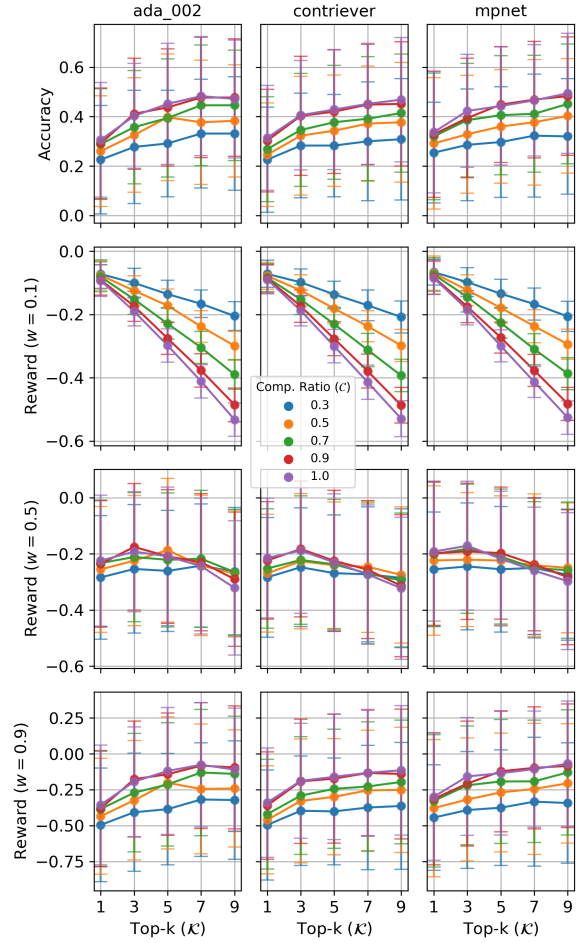 ada_002 contriever mpnet
Accuracy
0.6
0.4
0.2
0.0
Reward (w = 0.1)
0.0
−0.2
−0.4
−0.6
Comp. Ratio (C)
0.3
0.5
0.7
0.9
1.0
Reward (w = 0.5)
0.0
−0.2
−0.4
−0.6
Reward (w = 0.9)
0.25
0.00
−0.25
−0.50
−0.75
1 3 5 7 9 1 3 5 7 9 1 3 5 7 9
Top-k (K) Top-k (K) Top-k (K)